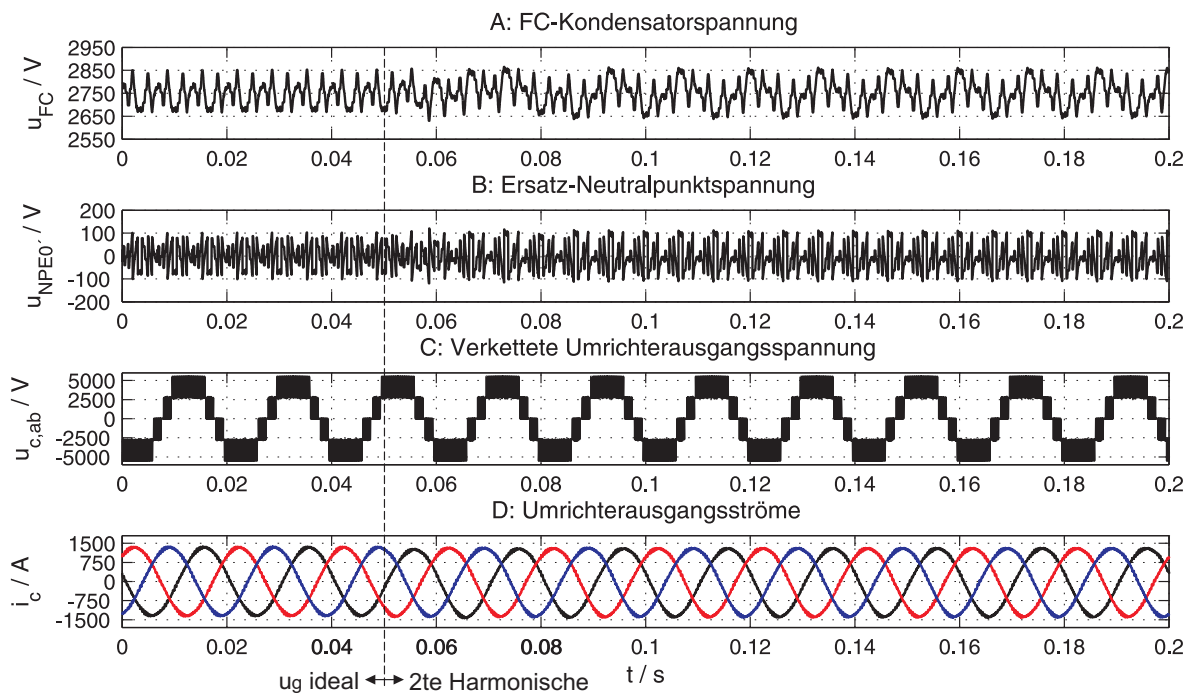 A: FC-Kondensatorspannung
u_FC / V
2950
2850
2750
2650
2550
0 0.02 0.04 0.06 0.08 0.1 0.12 0.14 0.16 0.18 0.2
B: Ersatz-Neutralpunktspannung
u_NPE0´ / V
200
100
0
-100
-200
0 0.02 0.04 0.06 0.08 0.1 0.12 0.14 0.16 0.18 0.2
C: Verkettete Umrichterausgangsspannung
u_c,ab / V
5000
2500
0
-2500
-5000
0 0.02 0.04 0.06 0.08 0.1 0.12 0.14 0.16 0.18 0.2
D: Umrichterausgangsströme
i_c / A
1500
750
0
-750
-1500
0 0.02 0.04 0.06 0.08 0.1 0.12 0.14 0.16 0.18 0.2
t / s
u_g ideal 2te Harmonische